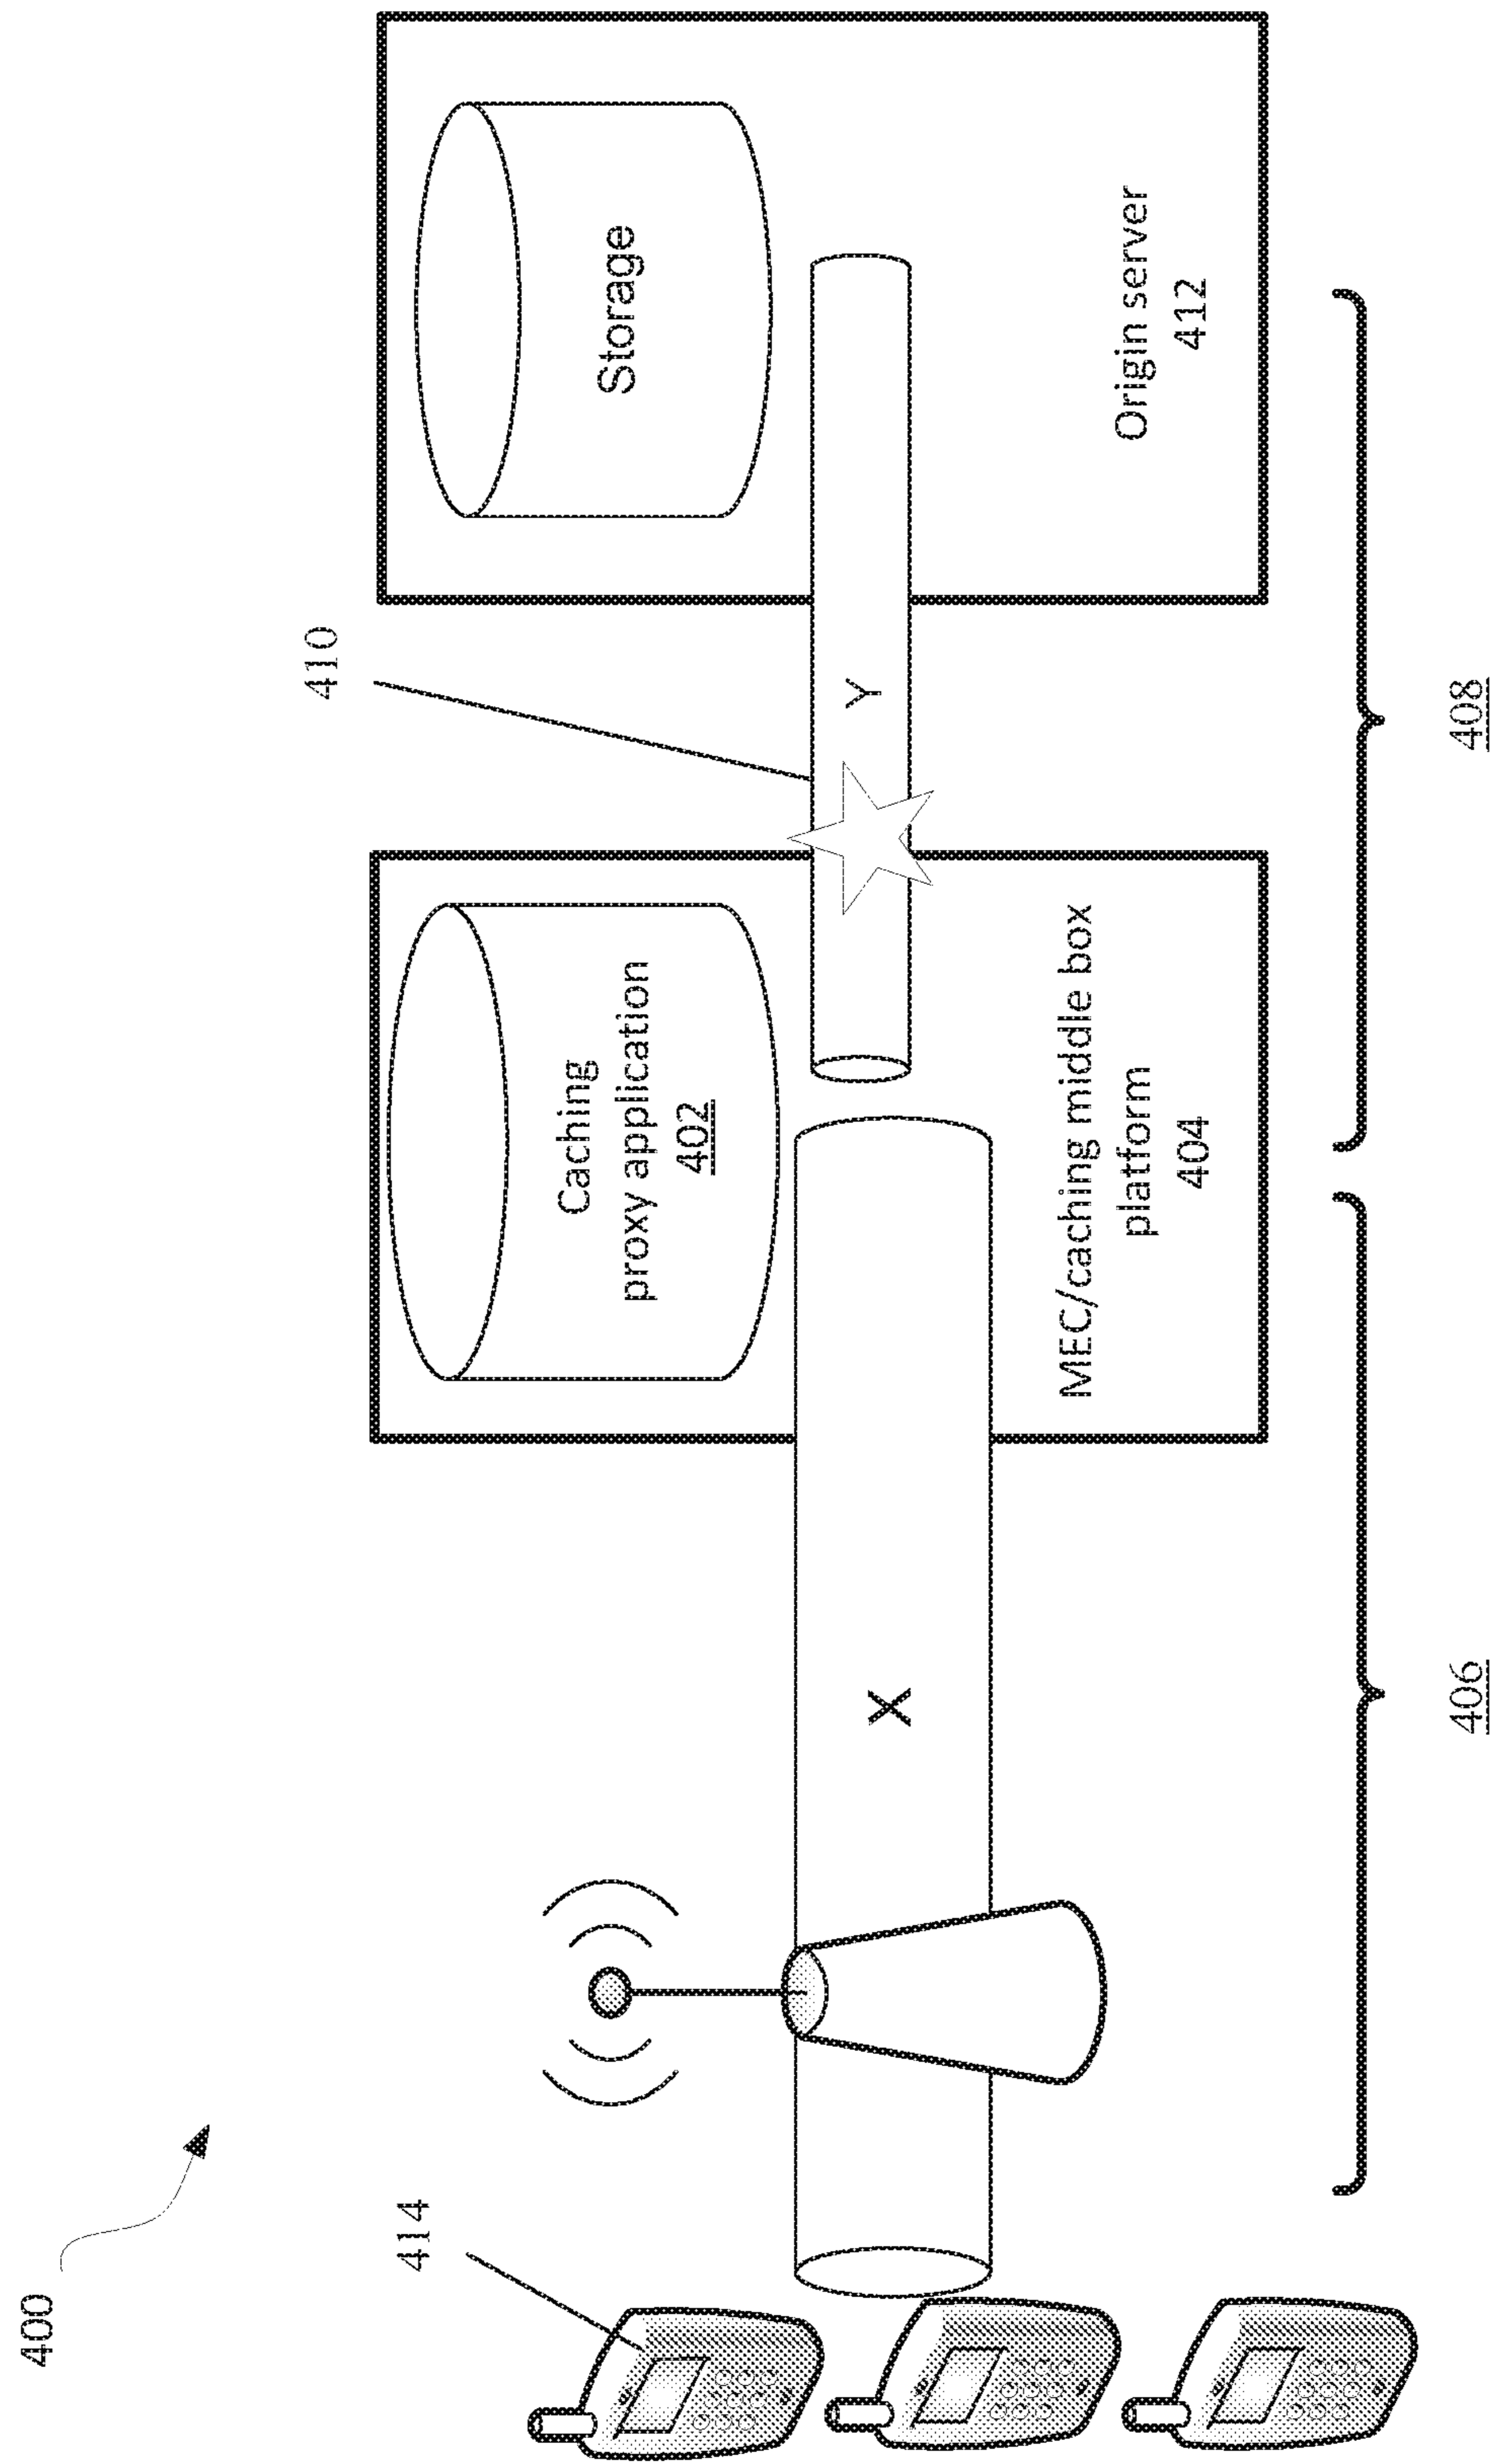 400
410
414
Caching
proxy application
402
Storage
X
Y
MEC/caching middle box
platform
404
Origin server
412
406
408